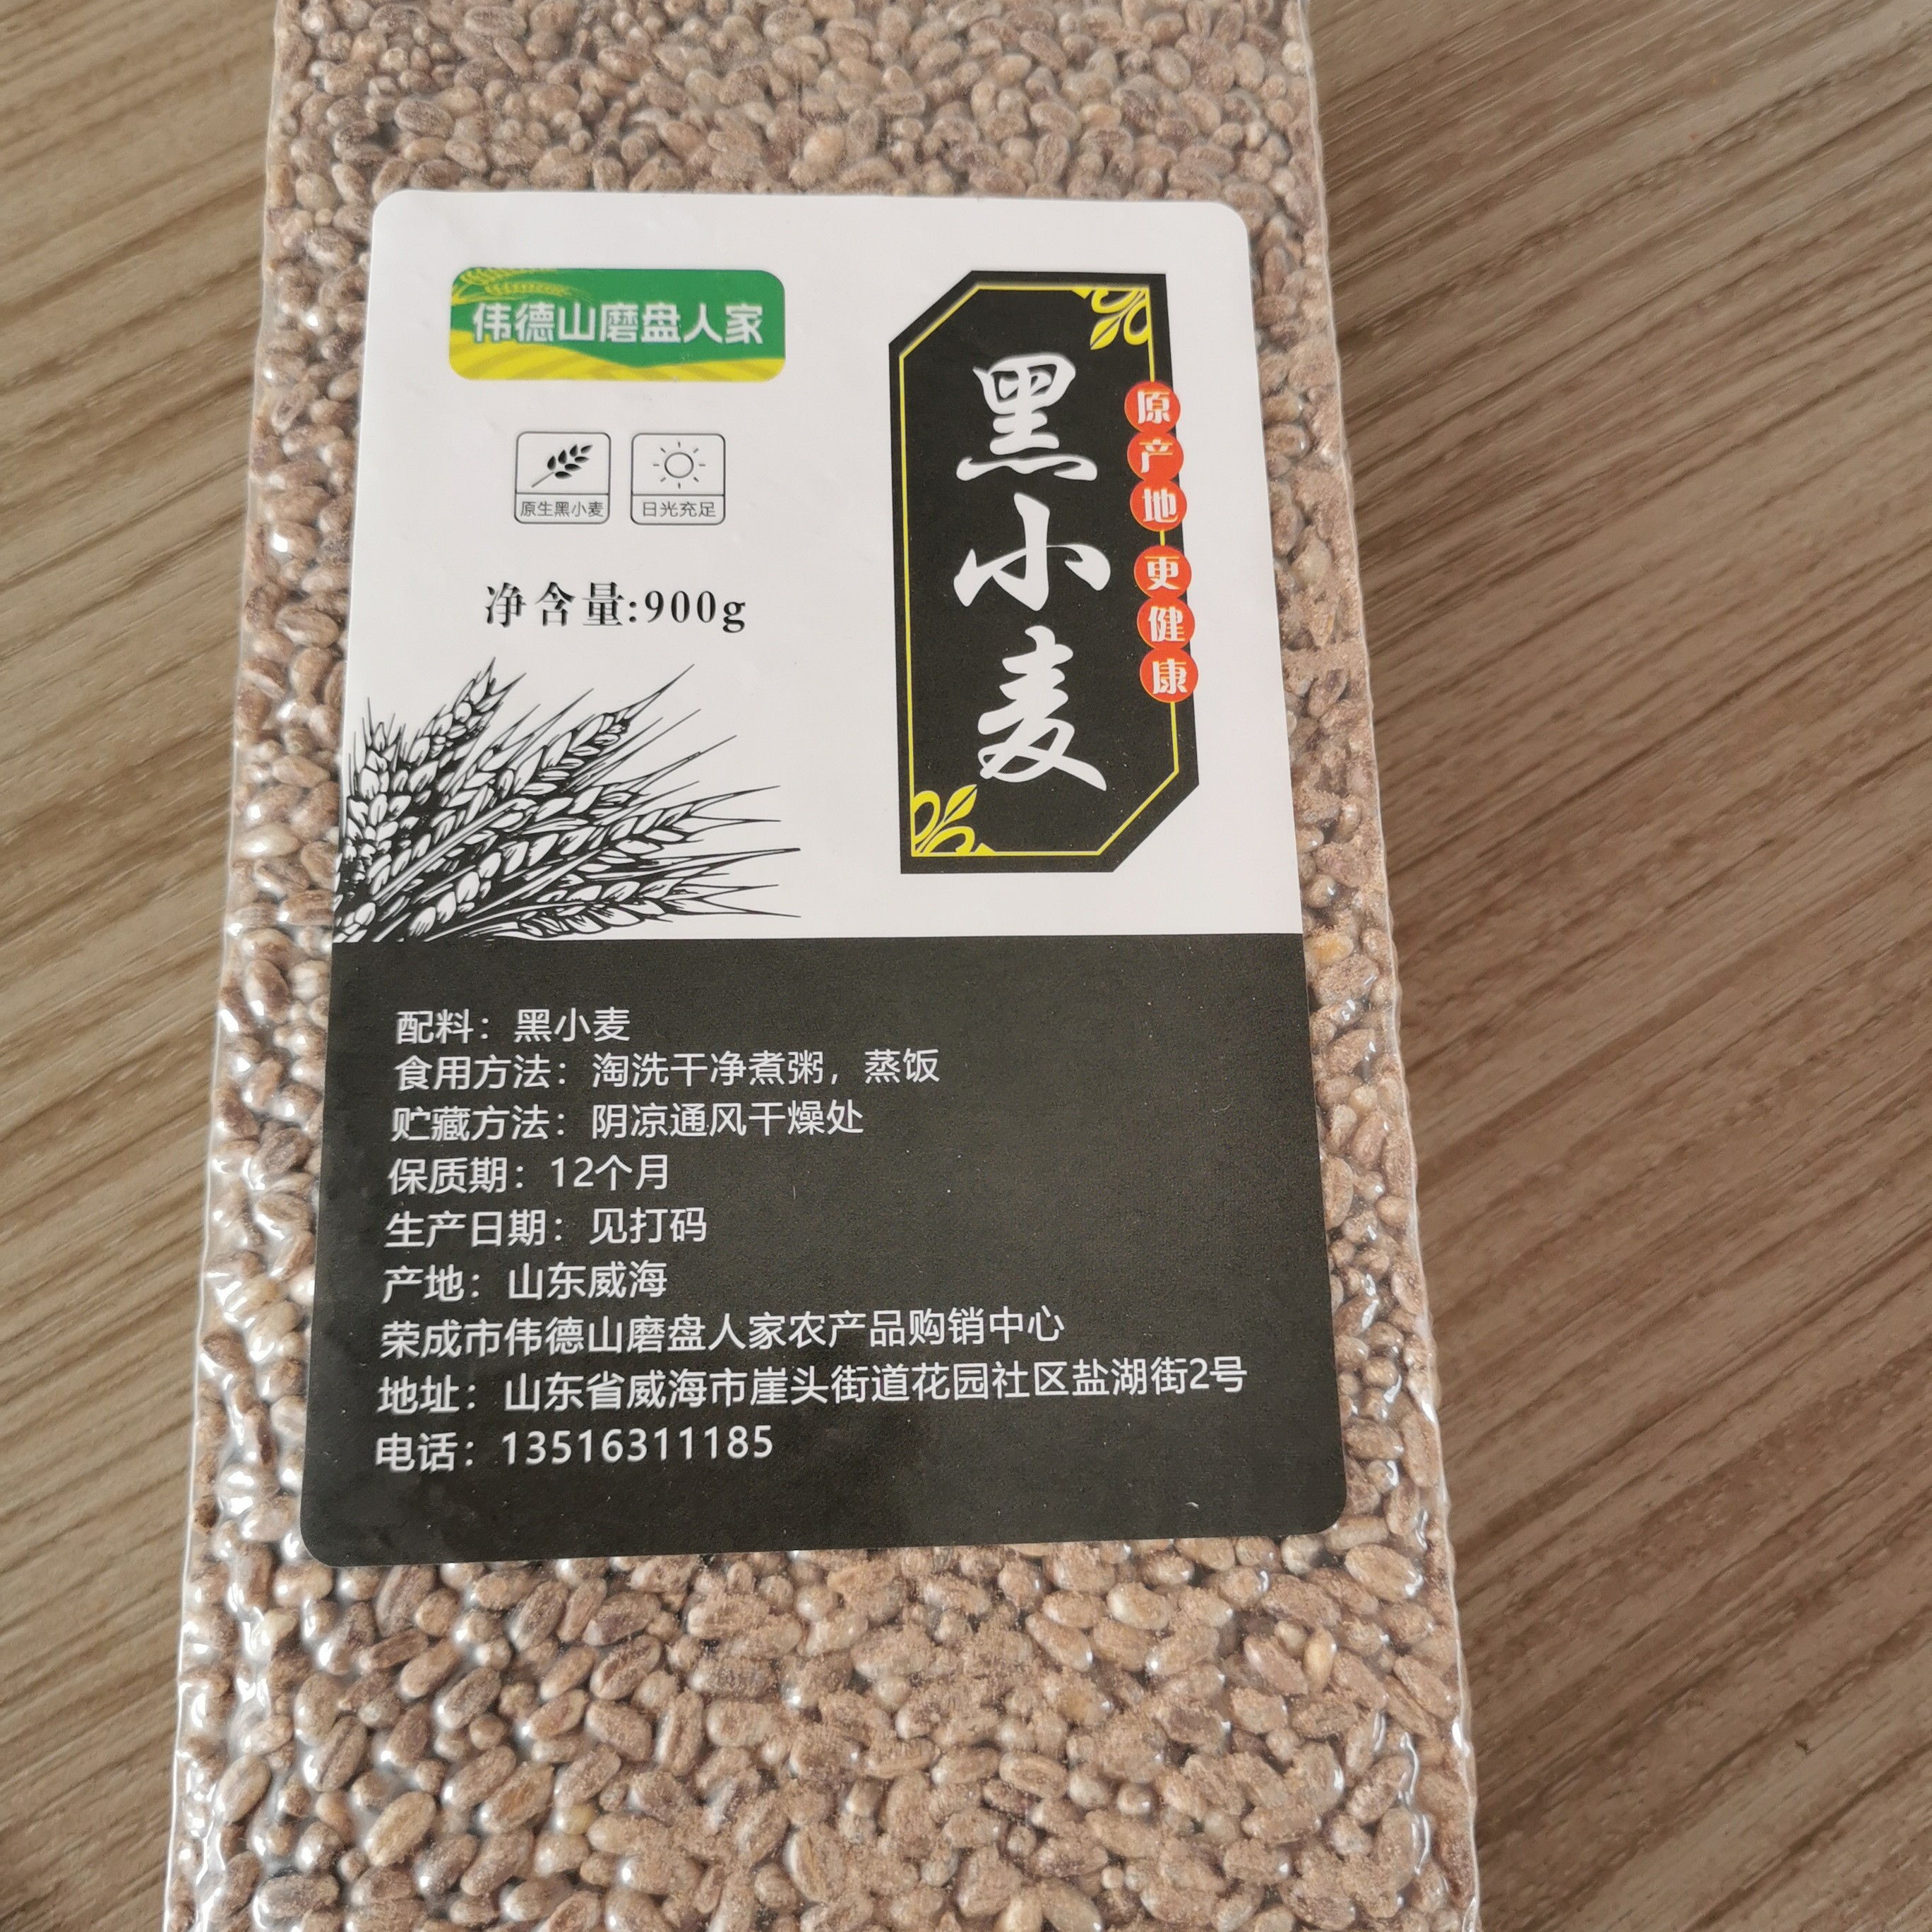 伟德山磨盘人家
原生黑小麦
日光充足
净含量:900g
黑小麦
原产地 更健康
配料：黑小麦
食用方法：淘洗干净煮粥，蒸饭
贮藏方法：阴凉通风干燥处
保质期：12个月
生产日期：见打码
产地：山东威海
荣成市伟德山磨盘人家农产品购销中心
地址：山东省威海市崖头街道花园社区盐湖街2号
电话：13516311185